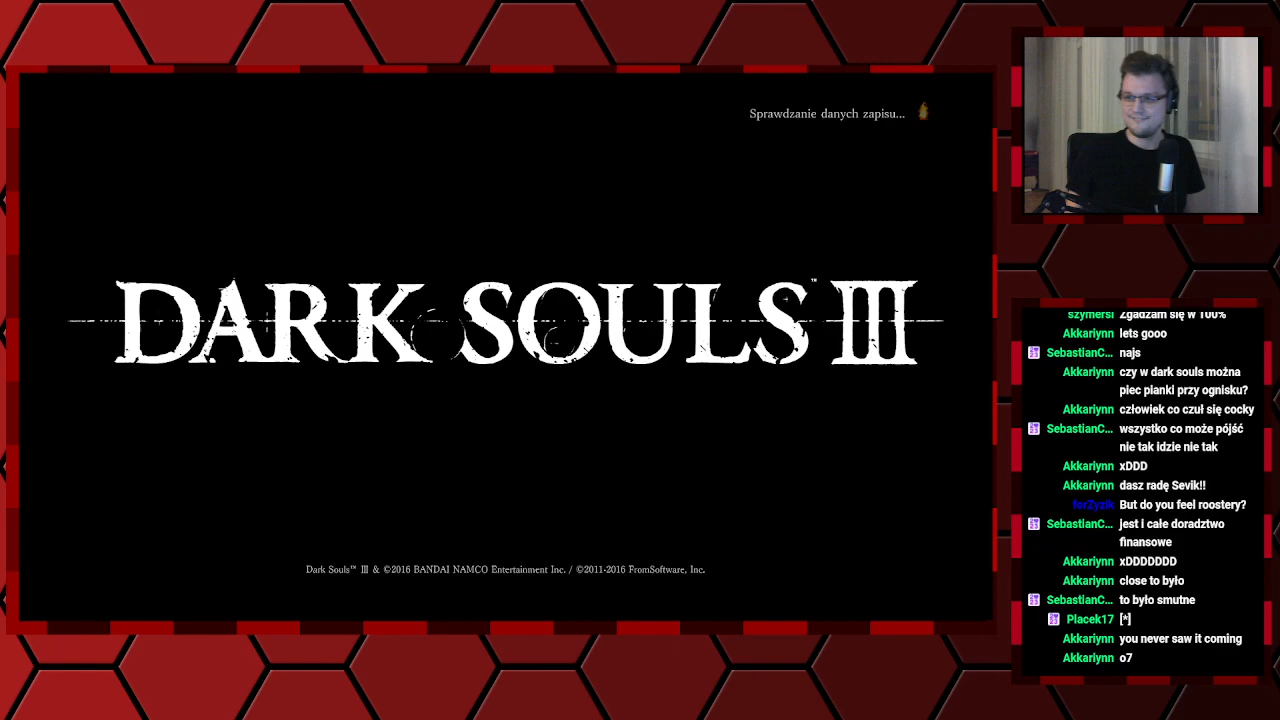 Sprawdzanie danych zapisu...
DARK SOULS™ III
Dark Souls™ III & ©2016 BANDAI NAMCO Entertainment Inc. / ©2011-2016 FromSoftware, Inc.
szymersi Zgadzam się w 100%
Akkariynn lets gooo
SebastianC... najs
Akkariynn czy w dark souls można
piec pianki przy ognisku?
Akkariynn człowiek co czuł się cocky
SebastianC... wszystko co może pójść
nie tak idzie nie tak
Akkariynn xDDD
Akkariynn dasz radę Sevik!!
forZyzik But do you feel roostery?
SebastianC... jest i całe doradztwo
finansowe
Akkariynn xDDDDDDD
Akkariynn close to było
SebastianC... to było smutne
Placek17 [*]
Akkariynn you never saw it coming
Akkariynn o7